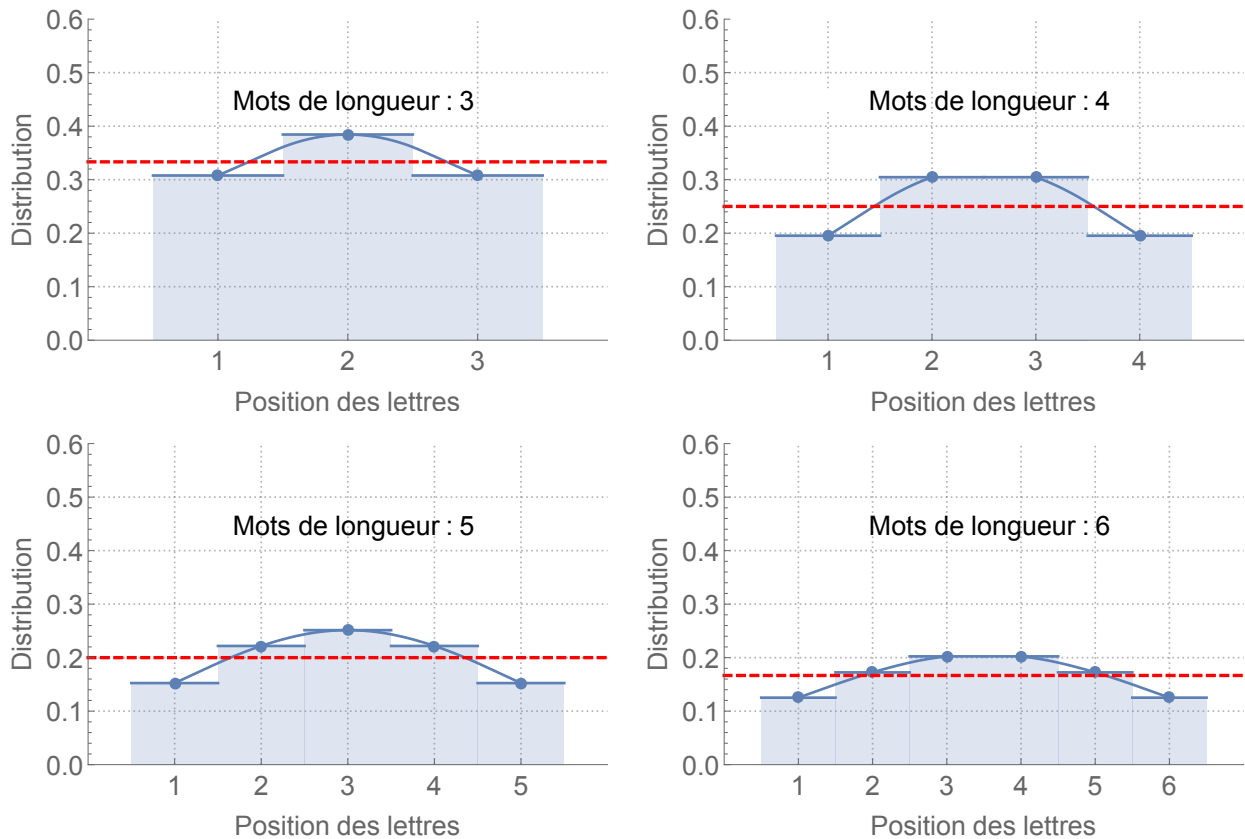 0.6
0.5
0.4
0.3
0.2
0.1
0.0
Distribution
Mots de longueur : 3
1 2 3
Position des lettres
0.6
0.5
0.4
0.3
0.2
0.1
0.0
Distribution
Mots de longueur : 4
1 2 3 4
Position des lettres
0.6
0.5
0.4
0.3
0.2
0.1
0.0
Distribution
Mots de longueur : 5
1 2 3 4 5
Position des lettres
0.6
0.5
0.4
0.3
0.2
0.1
0.0
Distribution
Mots de longueur : 6
1 2 3 4 5 6
Position des lettres